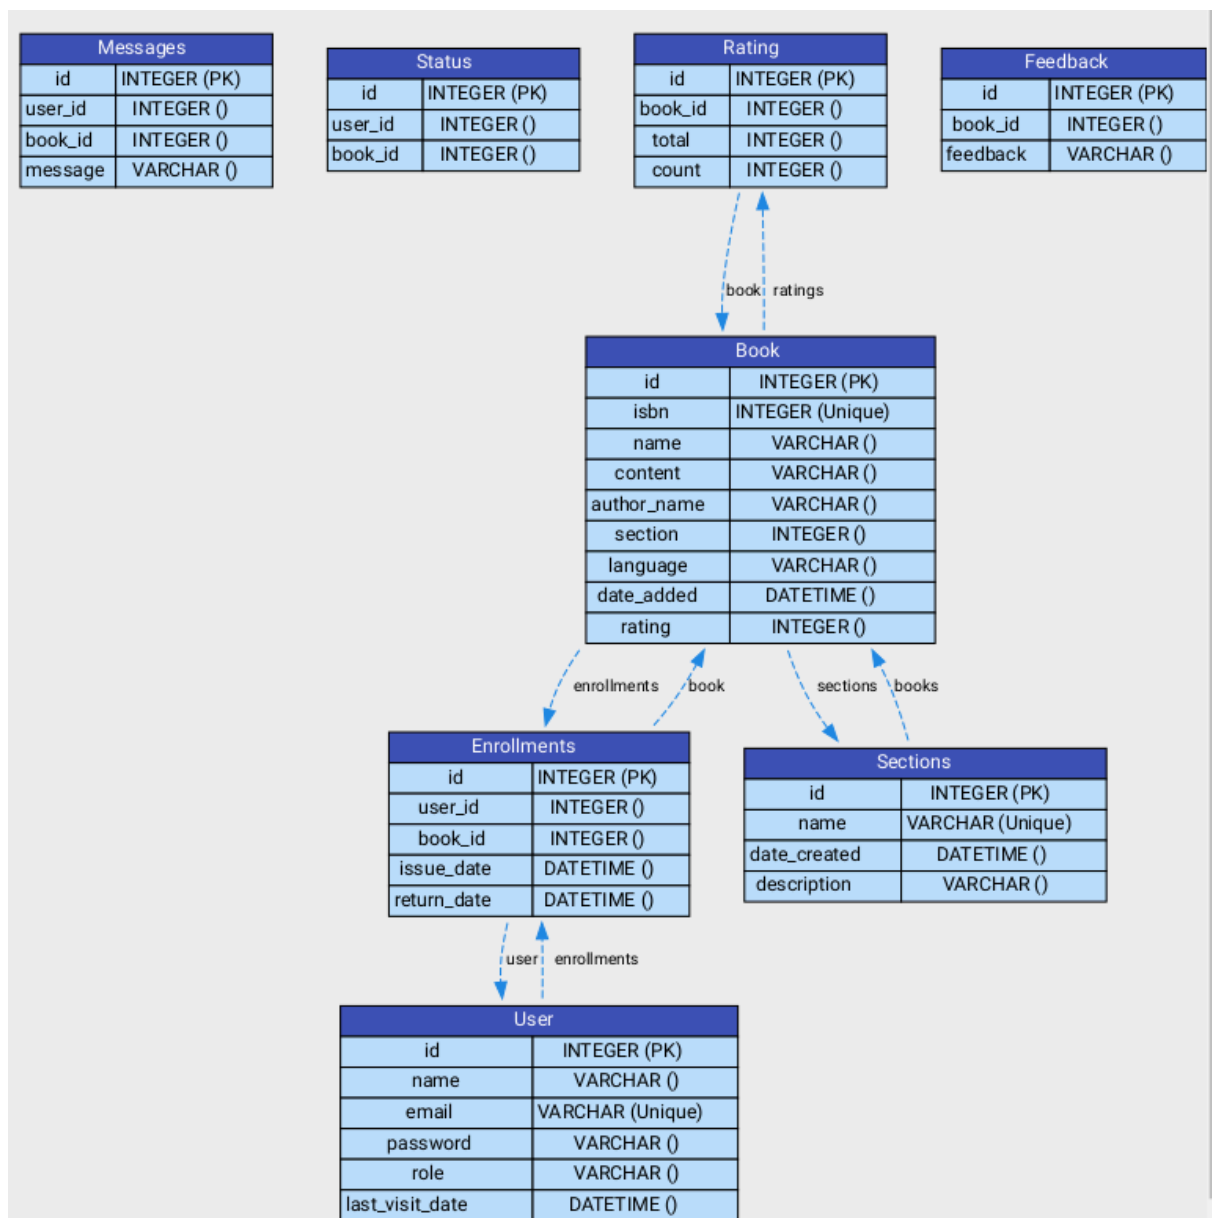 Messages
id INTEGER (PK)
user_id INTEGER ()
book_id INTEGER ()
message VARCHAR ()
Status
id INTEGER (PK)
user_id INTEGER ()
book_id INTEGER ()
Rating
id INTEGER (PK)
book_id INTEGER ()
total INTEGER ()
count INTEGER ()
Feedback
id INTEGER (PK)
book_id INTEGER ()
feedback VARCHAR ()
book ratings
Book
id INTEGER (PK)
isbn INTEGER (Unique)
name VARCHAR ()
content VARCHAR ()
author_name VARCHAR ()
section INTEGER ()
language VARCHAR ()
date_added DATETIME ()
rating INTEGER ()
enrollments book sections books
Enrollments
id INTEGER (PK)
user_id INTEGER ()
book_id INTEGER ()
issue_date DATETIME ()
return_date DATETIME ()
Sections
id INTEGER (PK)
name VARCHAR (Unique)
date_created DATETIME ()
description VARCHAR ()
user enrollments
User
id INTEGER (PK)
name VARCHAR ()
email VARCHAR (Unique)
password VARCHAR ()
role VARCHAR ()
last_visit_date DATETIME ()